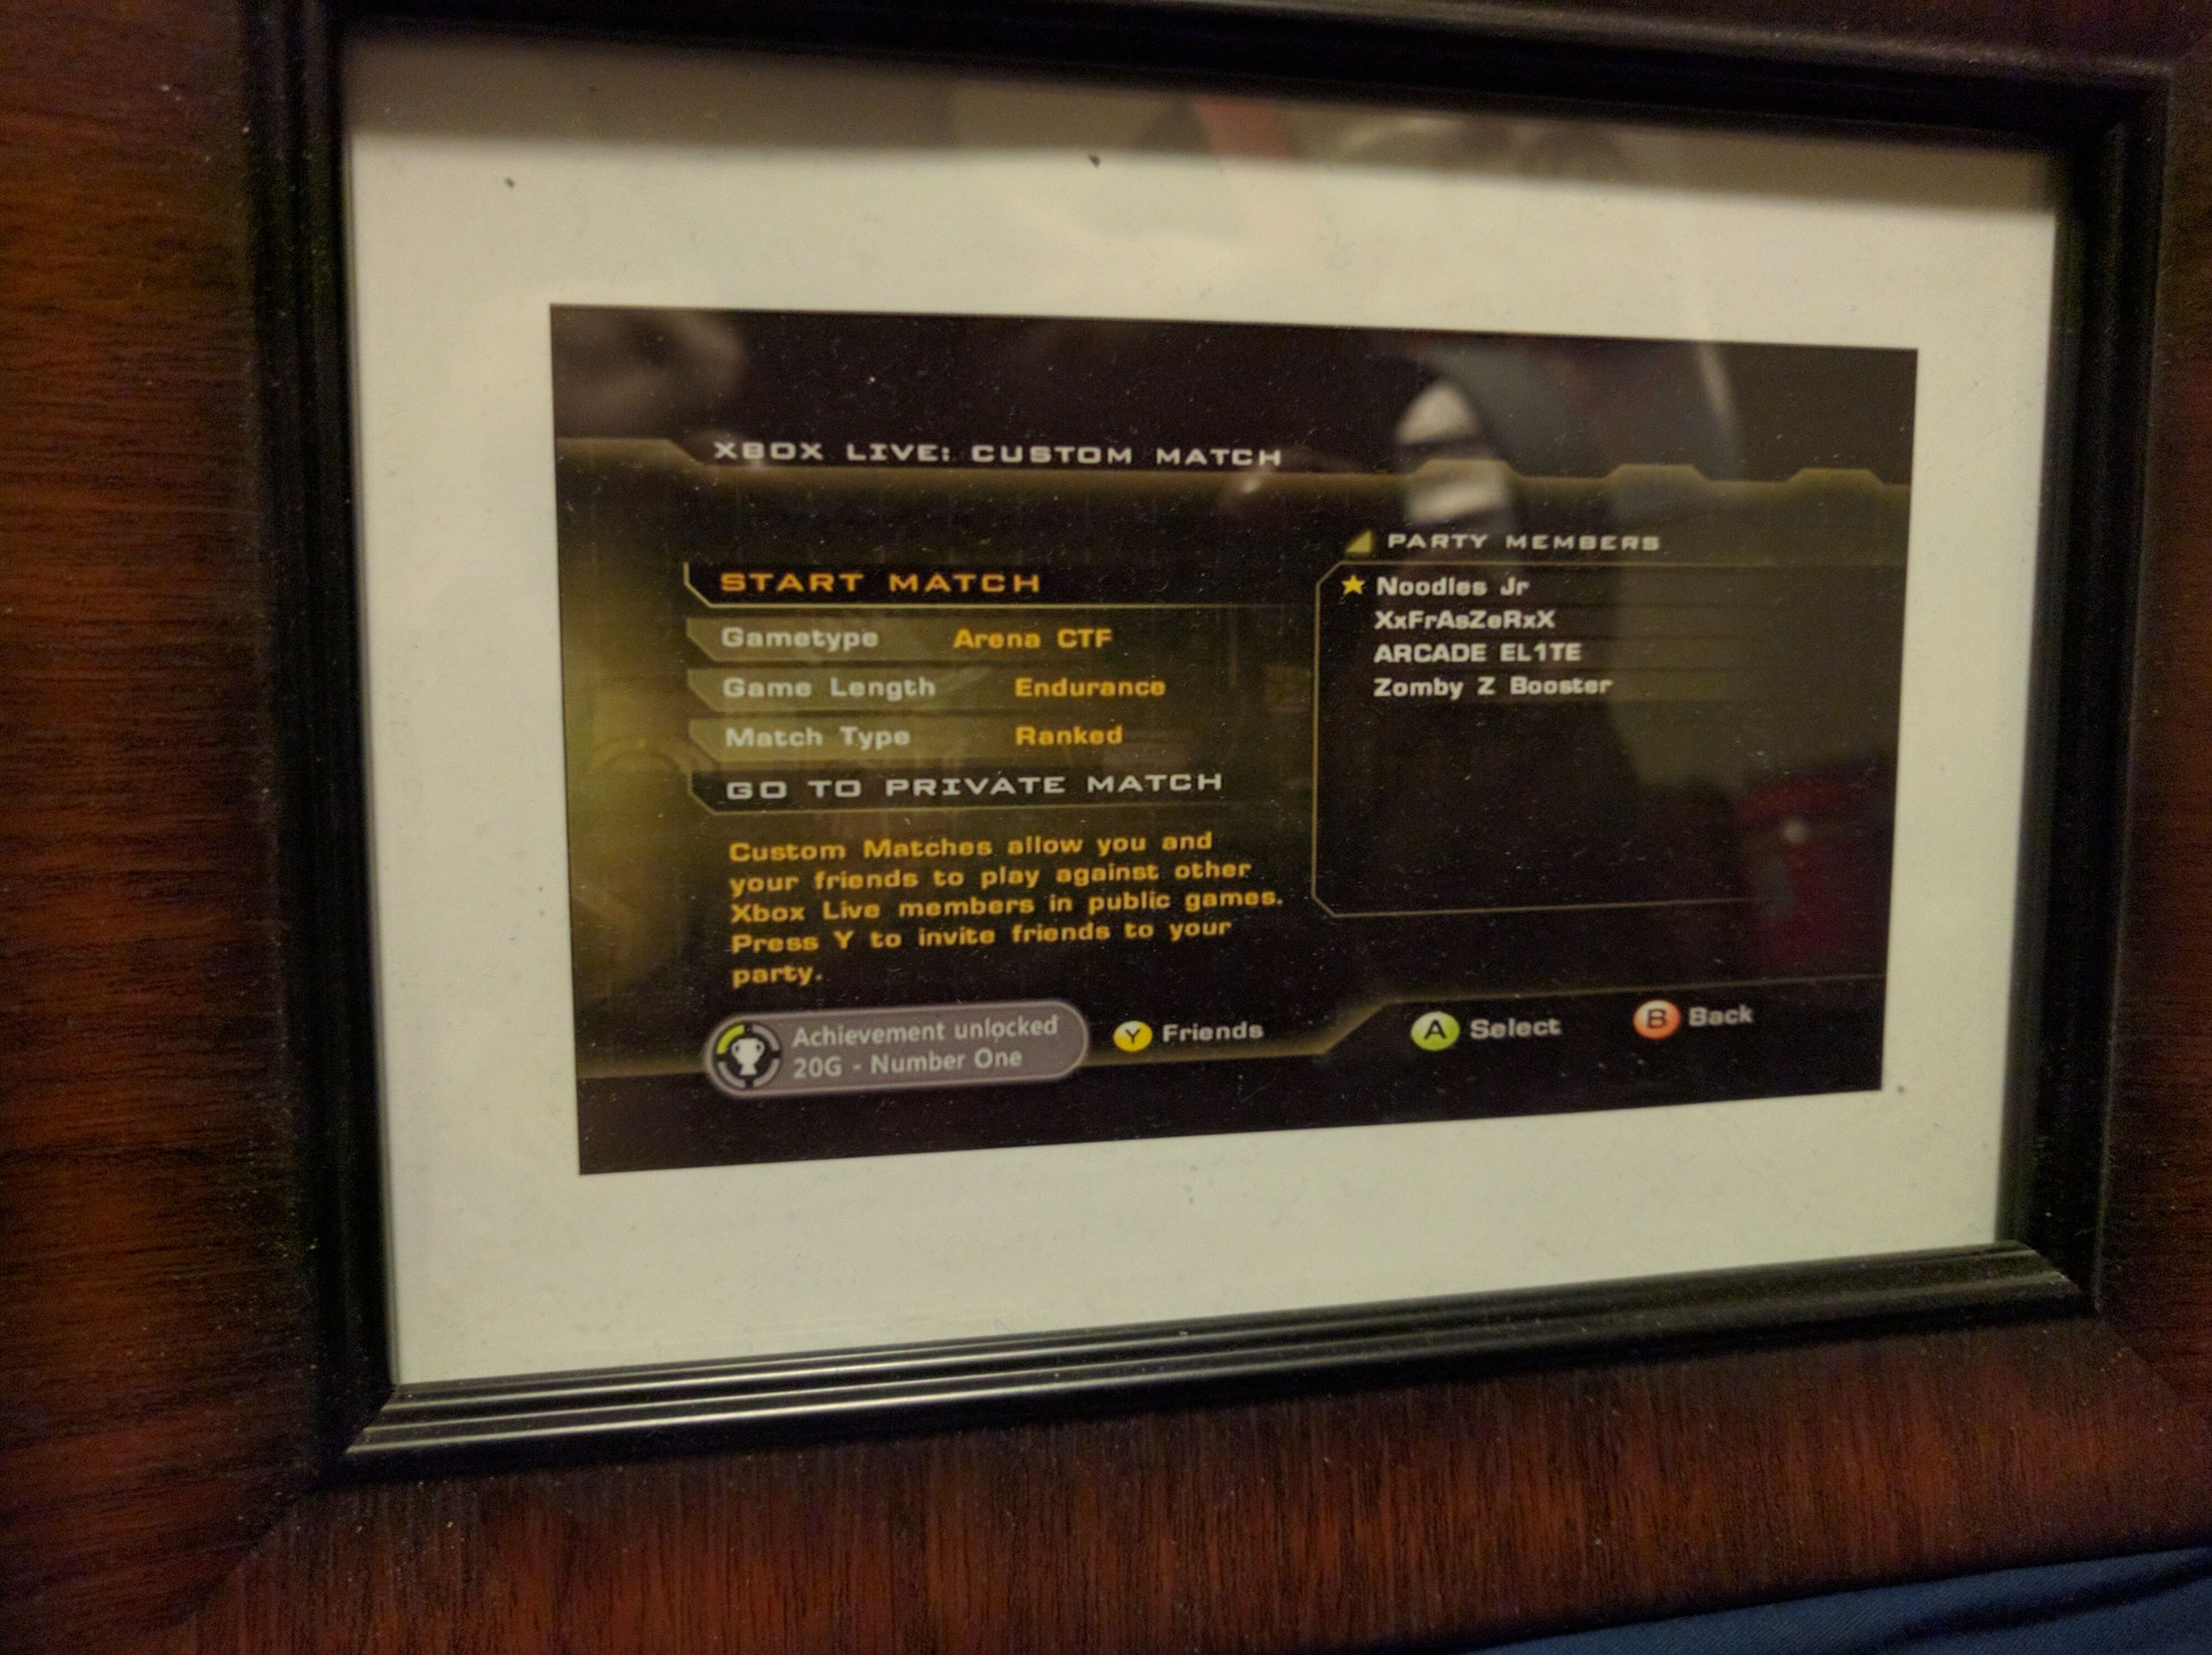 XBOX LIVE: CUSTOM MATCH
START MATCH
Gametype Arena CTF
Game Length Endurance
Match Type Ranked
GO TO PRIVATE MATCH
Custom Matches allow you and
your friends to play against other
Xbox Live members in public games.
Press Y to invite friends to your
party.
PARTY MEMBERS
Noodles Jr
XxFrAsZeRxX
ARCADE EL1TE
Zomby Z Booster
Achievement unlocked
20G - Number One
Y Friends
A Select
B Back